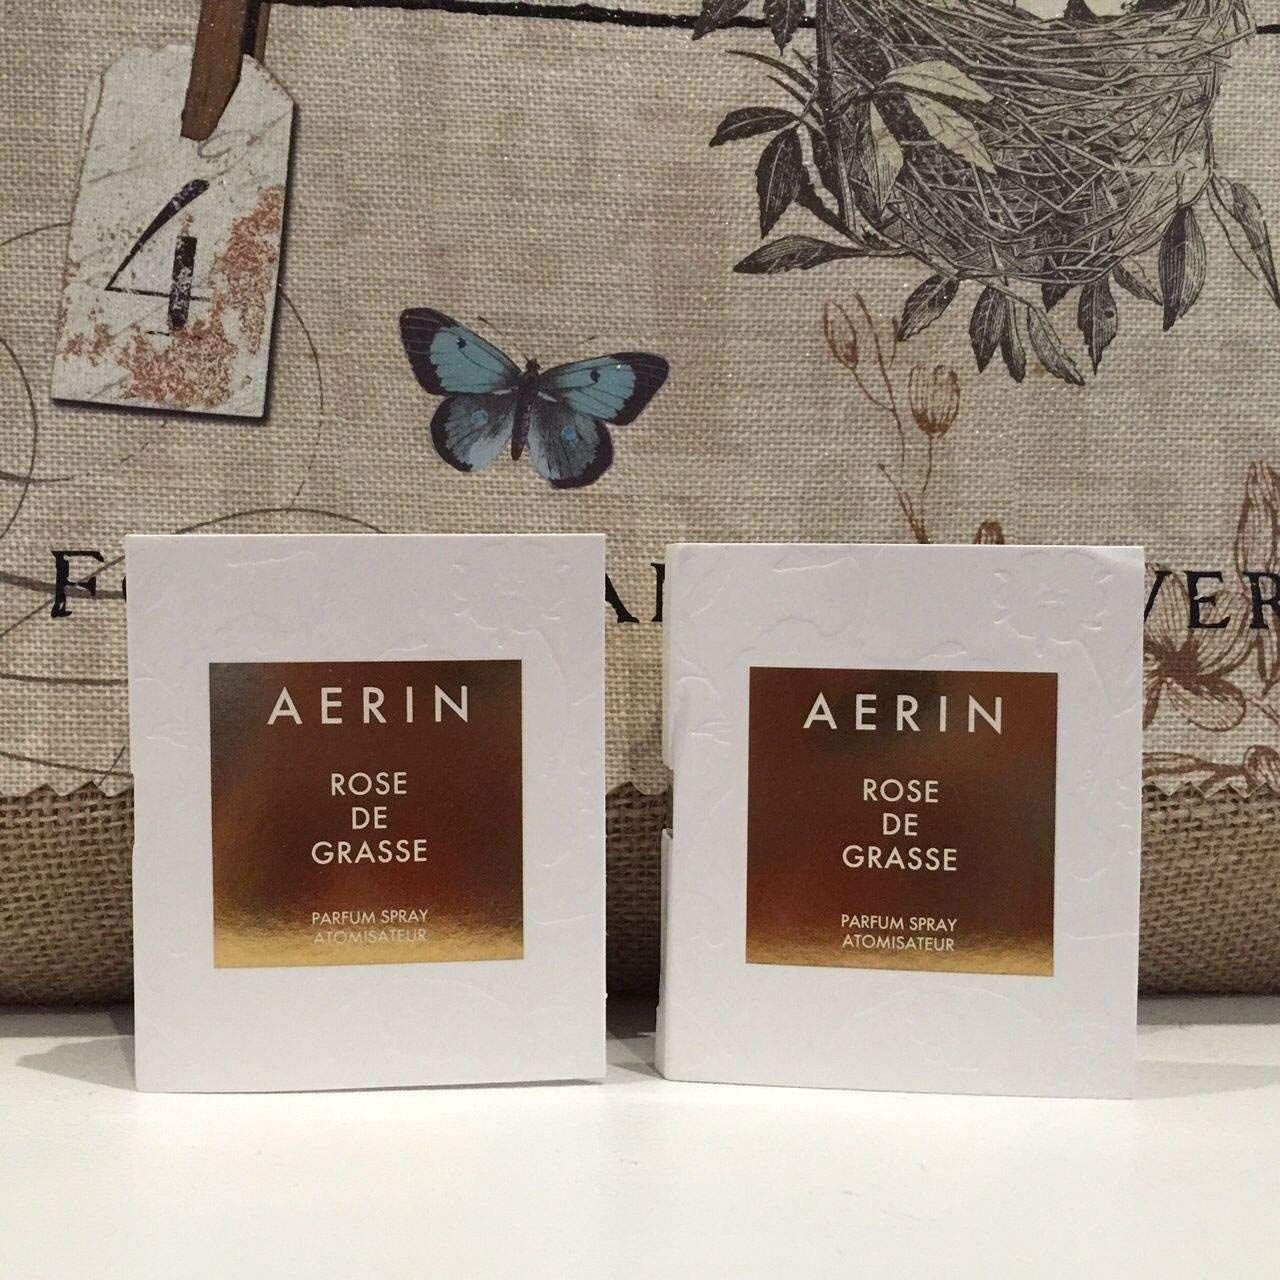 4
AERIN
ROSE
DE
GRASSE
PARFUM SPRAY
ATOMISATEUR
AERIN
ROSE
DE
GRASSE
PARFUM SPRAY
ATOMISATEUR